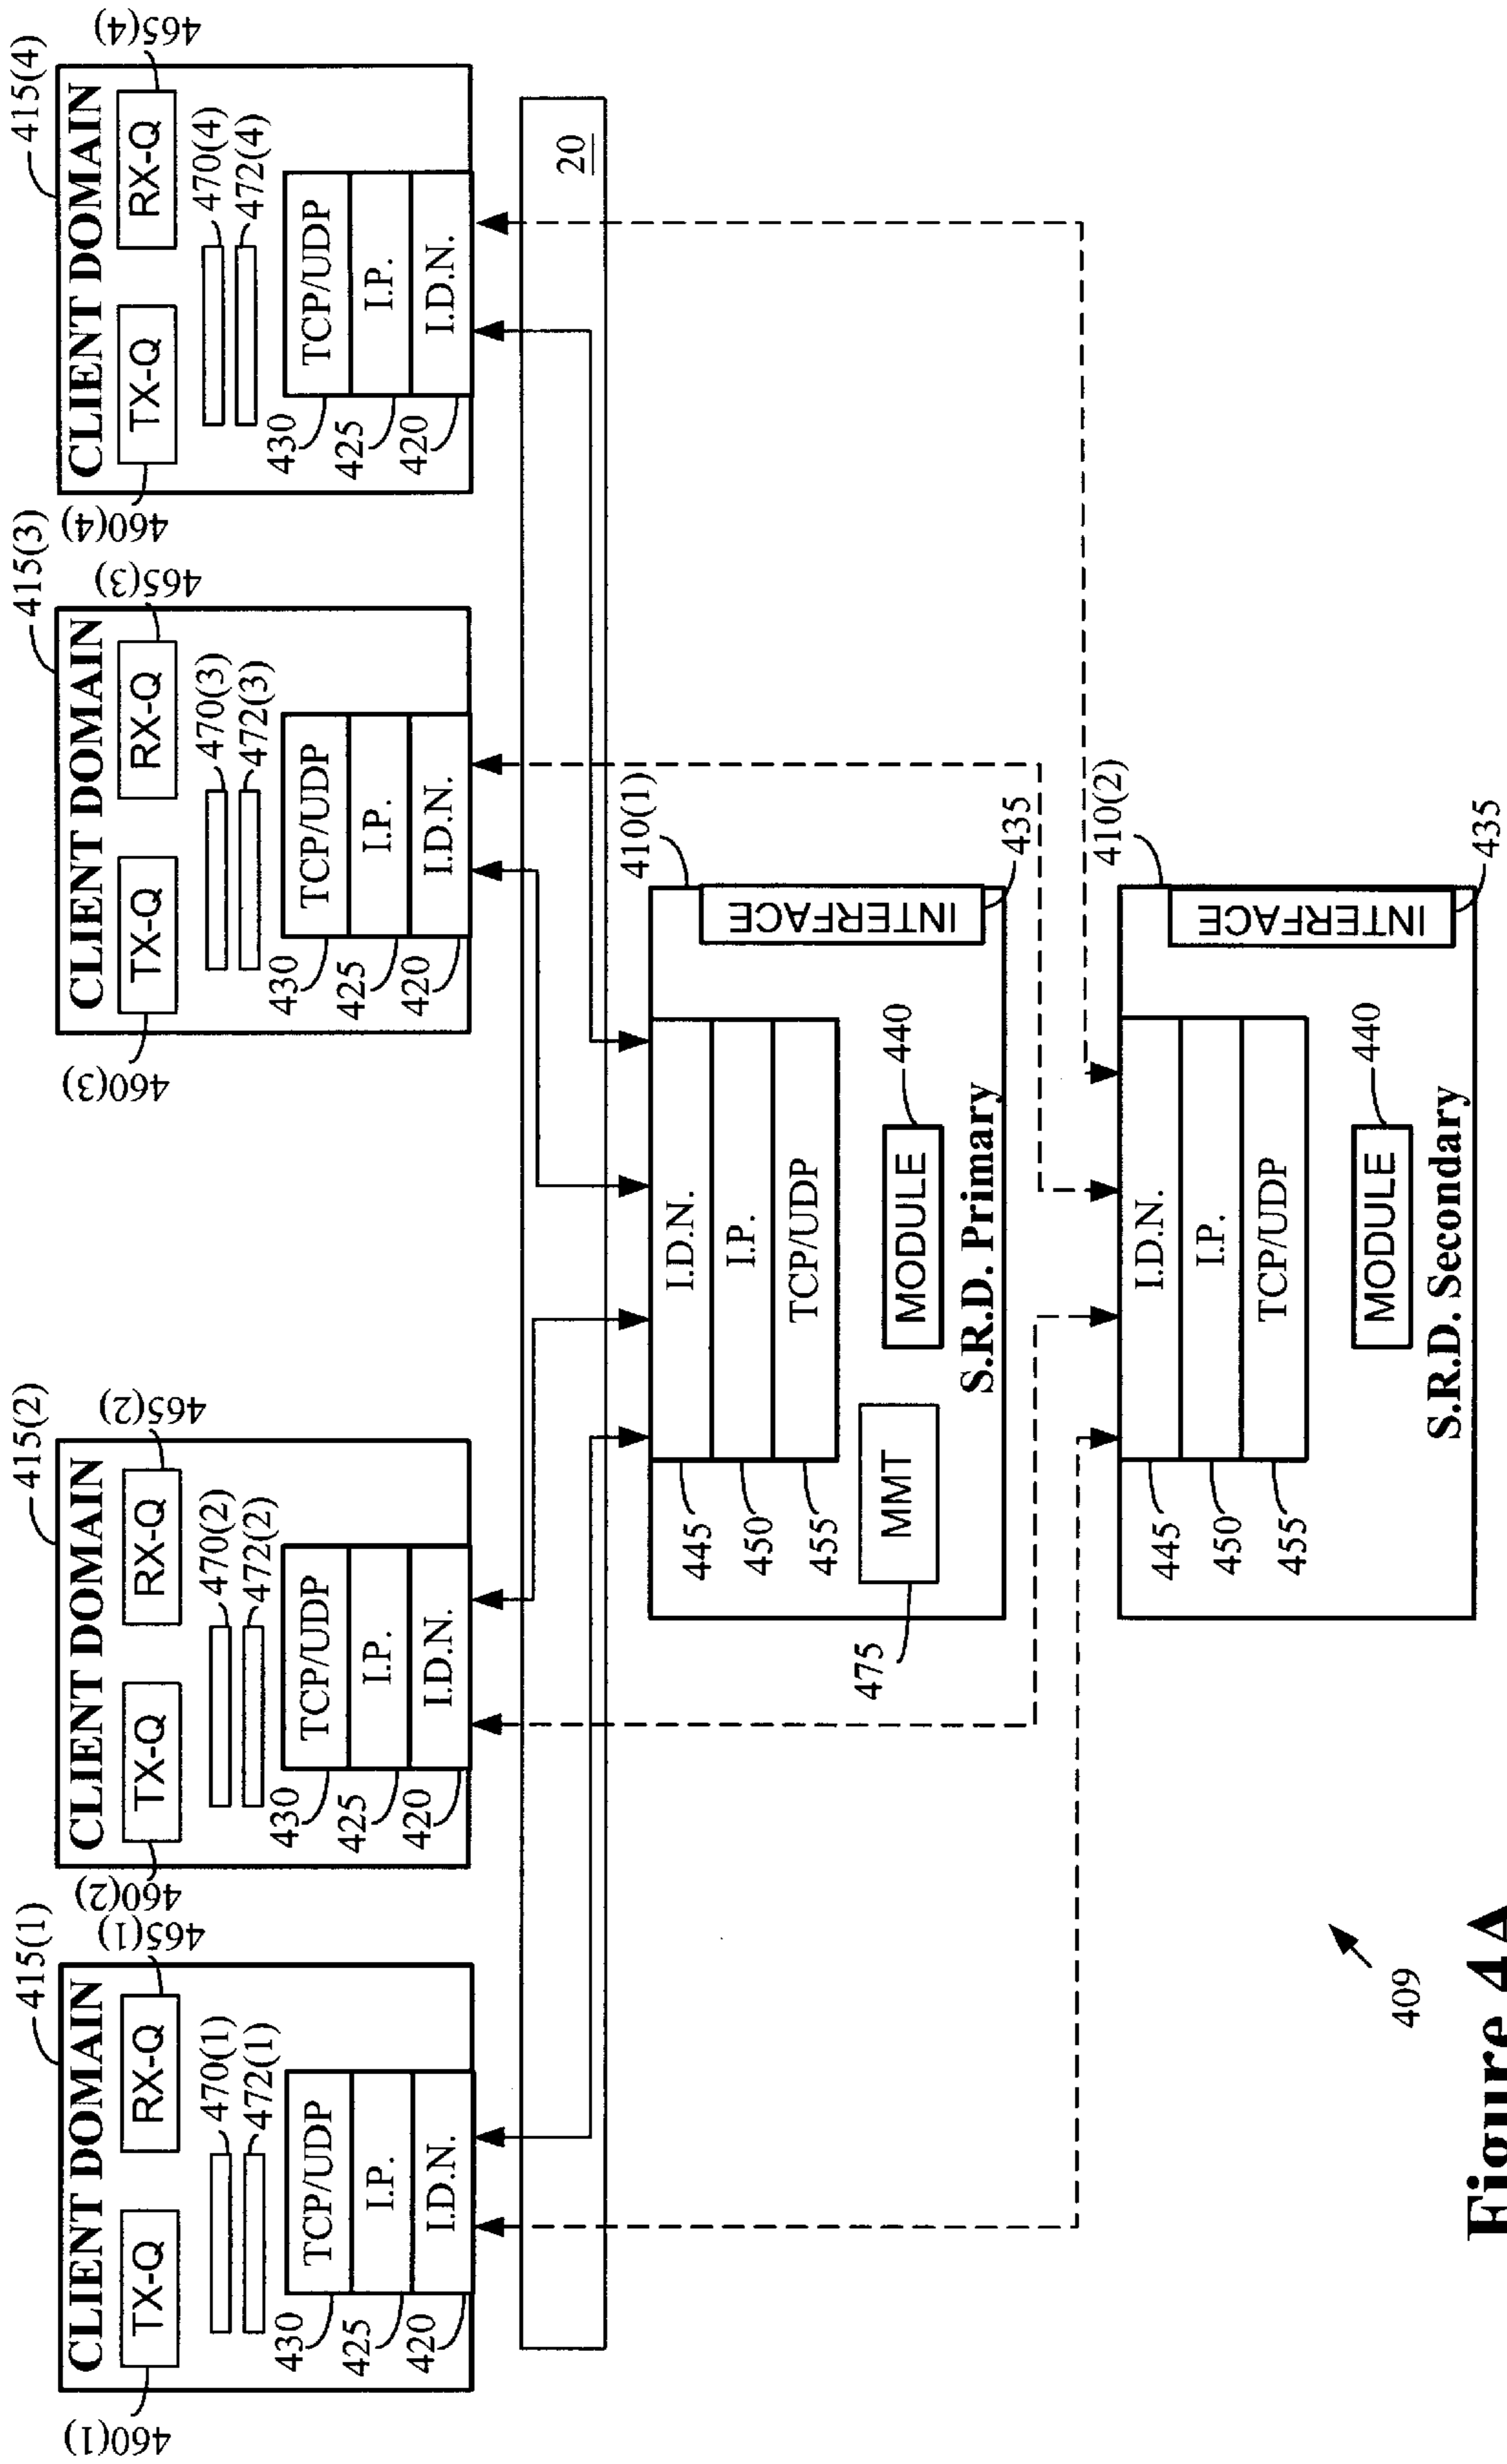 415(1)
CLIENT DOMAIN
460(1)
TX-Q
RX-Q
465(1)
470(1)
472(1)
430
TCP/UDP
425
I.P.
420
I.D.N.
415(2)
CLIENT DOMAIN
460(2)
TX-Q
RX-Q
465(2)
470(2)
472(2)
430
TCP/UDP
425
I.P.
420
I.D.N.
415(3)
CLIENT DOMAIN
460(3)
TX-Q
RX-Q
465(3)
470(3)
472(3)
430
TCP/UDP
425
I.P.
420
I.D.N.
415(4)
CLIENT DOMAIN
460(4)
TX-Q
RX-Q
465(4)
470(4)
472(4)
430
TCP/UDP
425
I.P.
420
I.D.N.
20
410(1)
445
I.D.N.
450
I.P.
455
TCP/UDP
INTERFACE
435
475
MMT
MODULE
440
S.R.D. Primary
410(2)
445
I.D.N.
450
I.P.
455
TCP/UDP
INTERFACE
435
MODULE
440
S.R.D. Secondary
409
Figure 4A